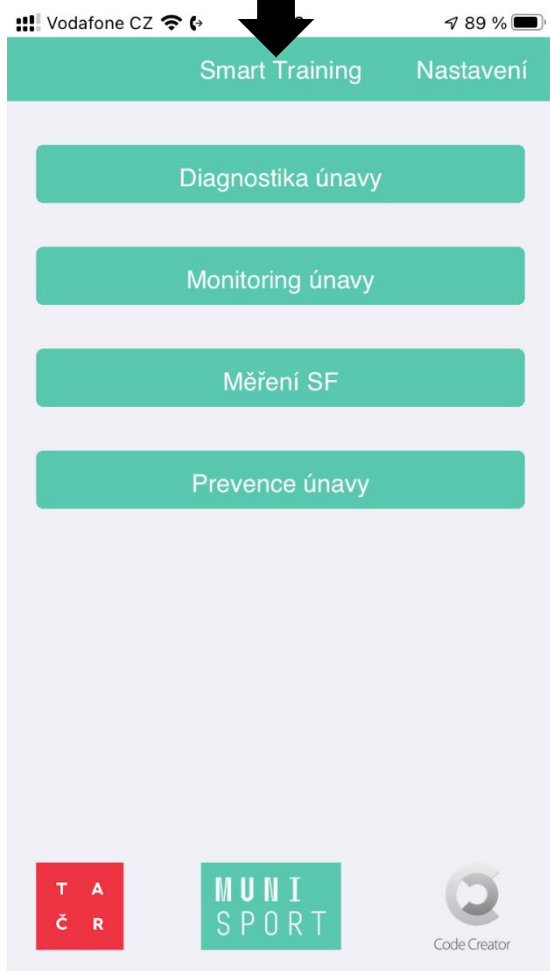 Vodafone CZ 89 %
Smart Training Nastavení
Diagnostika únavy
Monitoring únavy
Měření SF
Prevence únavy
T A
Č R
MUNI
SPORT
Code Creator